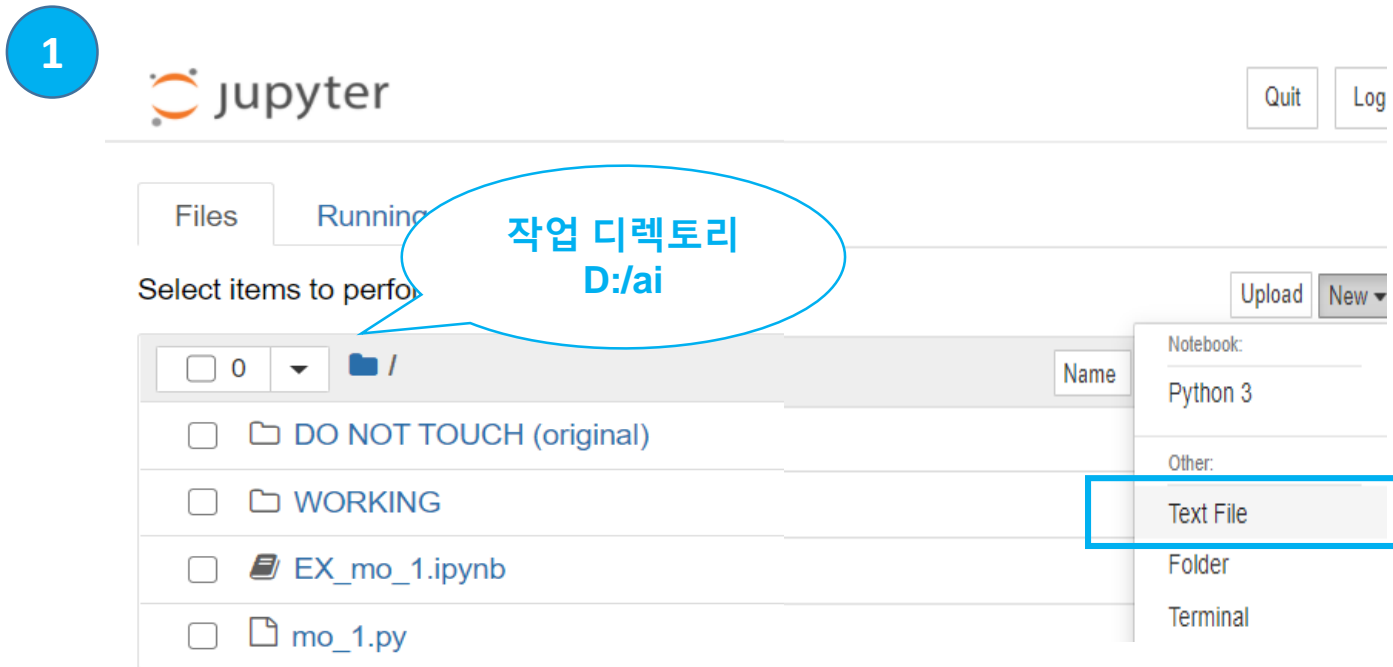 1
jupyter
Quit
Log
Files
Running
작업 디렉토리
D:/ai
Select items to perfo
Upload
New
0
/
Name
Notebook:
Python 3
DO NOT TOUCH (original)
Other:
WORKING
Text File
EX_mo_1.ipynb
Folder
mo_1.py
Terminal